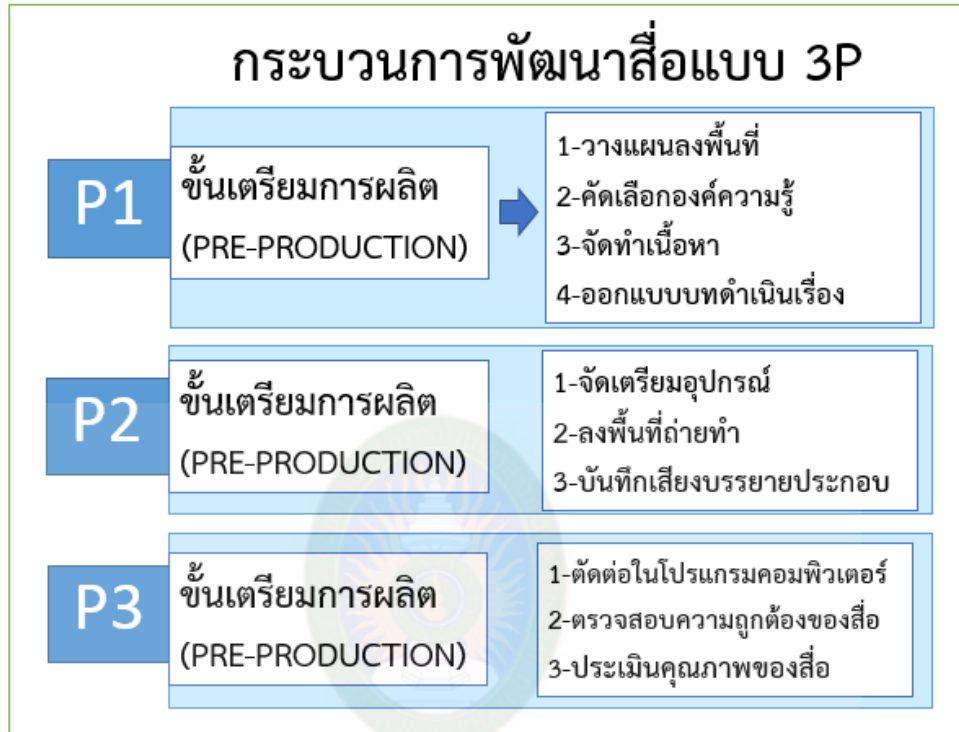 กระบวนการพัฒนาสื่อแบบ 3P
P1
ขั้นเตรียมการผลิต
(PRE-PRODUCTION)
1-วางแผนลงพื้นที่
2-คัดเลือกองค์ความรู้
3-จัดทำเนื้อหา
4-ออกแบบบทดำเนินเรื่อง
P2
ขั้นเตรียมการผลิต
(PRE-PRODUCTION)
1-จัดเตรียมอุปกรณ์
2-ลงพื้นที่ถ่ายทำ
3-บันทึกเสียงบรรยายประกอบ
P3
ขั้นเตรียมการผลิต
(PRE-PRODUCTION)
1-ตัดต่อในโปรแกรมคอมพิวเตอร์
2-ตรวจสอบความถูกต้องของสื่อ
3-ประเมินคุณภาพของสื่อ